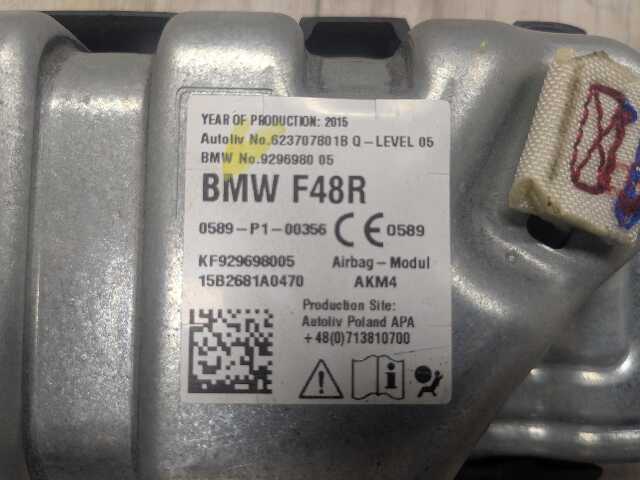 YEAR OF PRODUCTION: 2015
Autoliv No.623707801B Q-LEVEL 05
BMW No.9296980 05
BMW F48R
0589-P1-00356 CE 0589
KF929698005 Airbag-Modul
15B2681A0470 AKM4
Production Site:
Autoliv Poland APA
+48(0)713810700